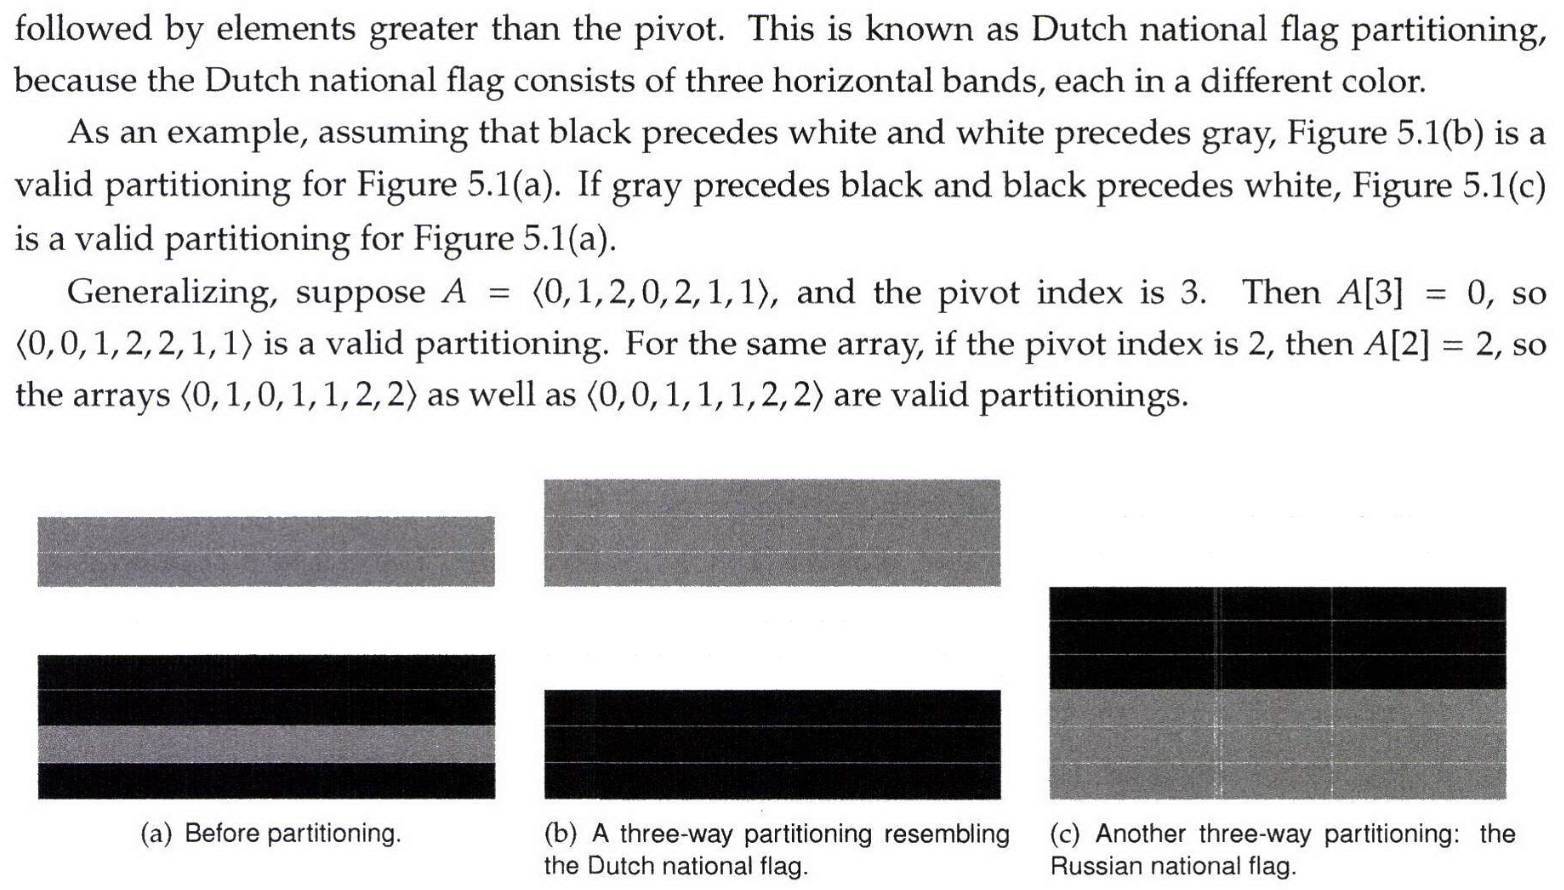 followed by elements greater than the pivot. This is known as Dutch national flag partitioning,
because the Dutch national flag consists of three horizontal bands, each in a different color.
As an example, assuming that black precedes white and white precedes gray, Figure 5.1(b) is a
valid partitioning for Figure 5.1(a). If gray precedes black and black precedes white, Figure 5.1(c)
is a valid partitioning for Figure 5.1(a).
Generalizing, suppose A = ⟨0,1,2,0,2,1,1⟩, and the pivot index is 3. Then A[3] = 0, so
⟨0,0,1,2,2,1,1⟩ is a valid partitioning. For the same array, if the pivot index is 2, then A[2] = 2, so
the arrays ⟨0,1,0,1,1,2,2⟩ as well as ⟨0,0,1,1,1,2,2⟩ are valid partitionings.
(a) Before partitioning.
(b) A three-way partitioning resembling
the Dutch national flag.
(c) Another three-way partitioning: the
Russian national flag.